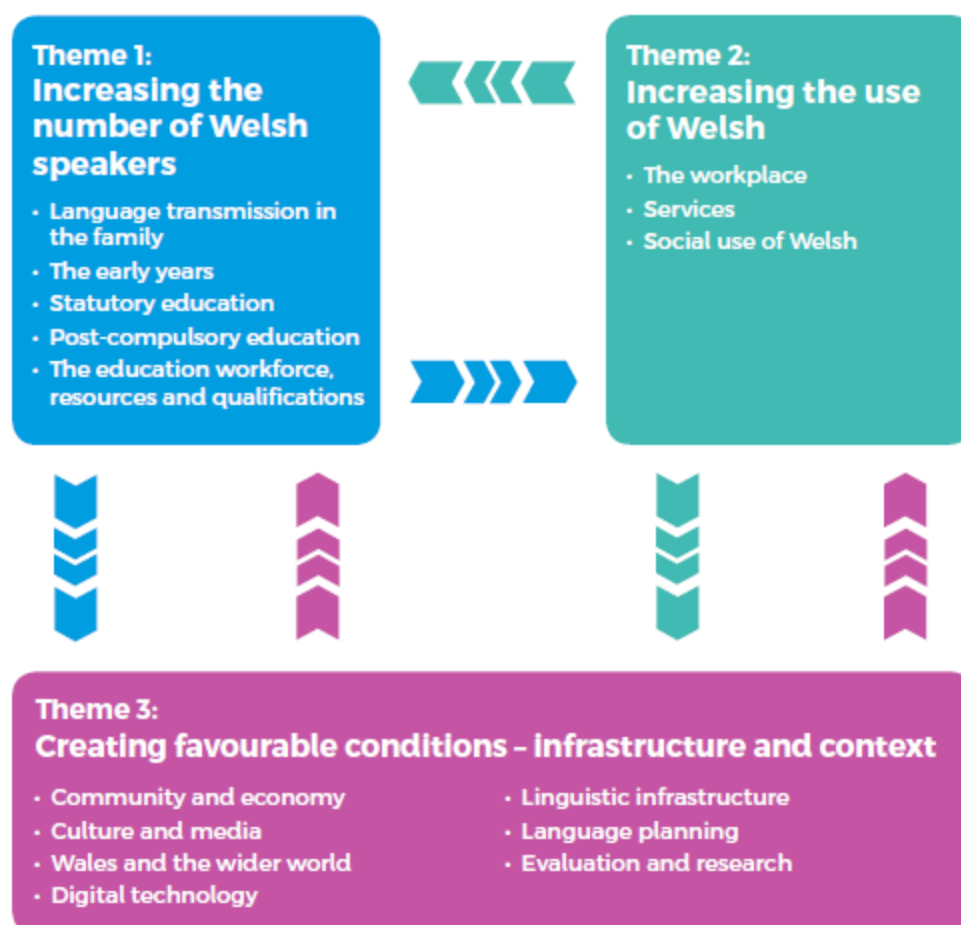 Theme 1:
Increasing the
number of Welsh
speakers
• Language transmission in
the family
• The early years
• Statutory education
• Post-compulsory education
• The education workforce,
resources and qualifications
Theme 2:
Increasing the use
of Welsh
• The workplace
• Services
• Social use of Welsh
Theme 3:
Creating favourable conditions – infrastructure and context
• Community and economy
• Culture and media
• Wales and the wider world
• Digital technology
• Linguistic infrastructure
• Language planning
• Evaluation and research